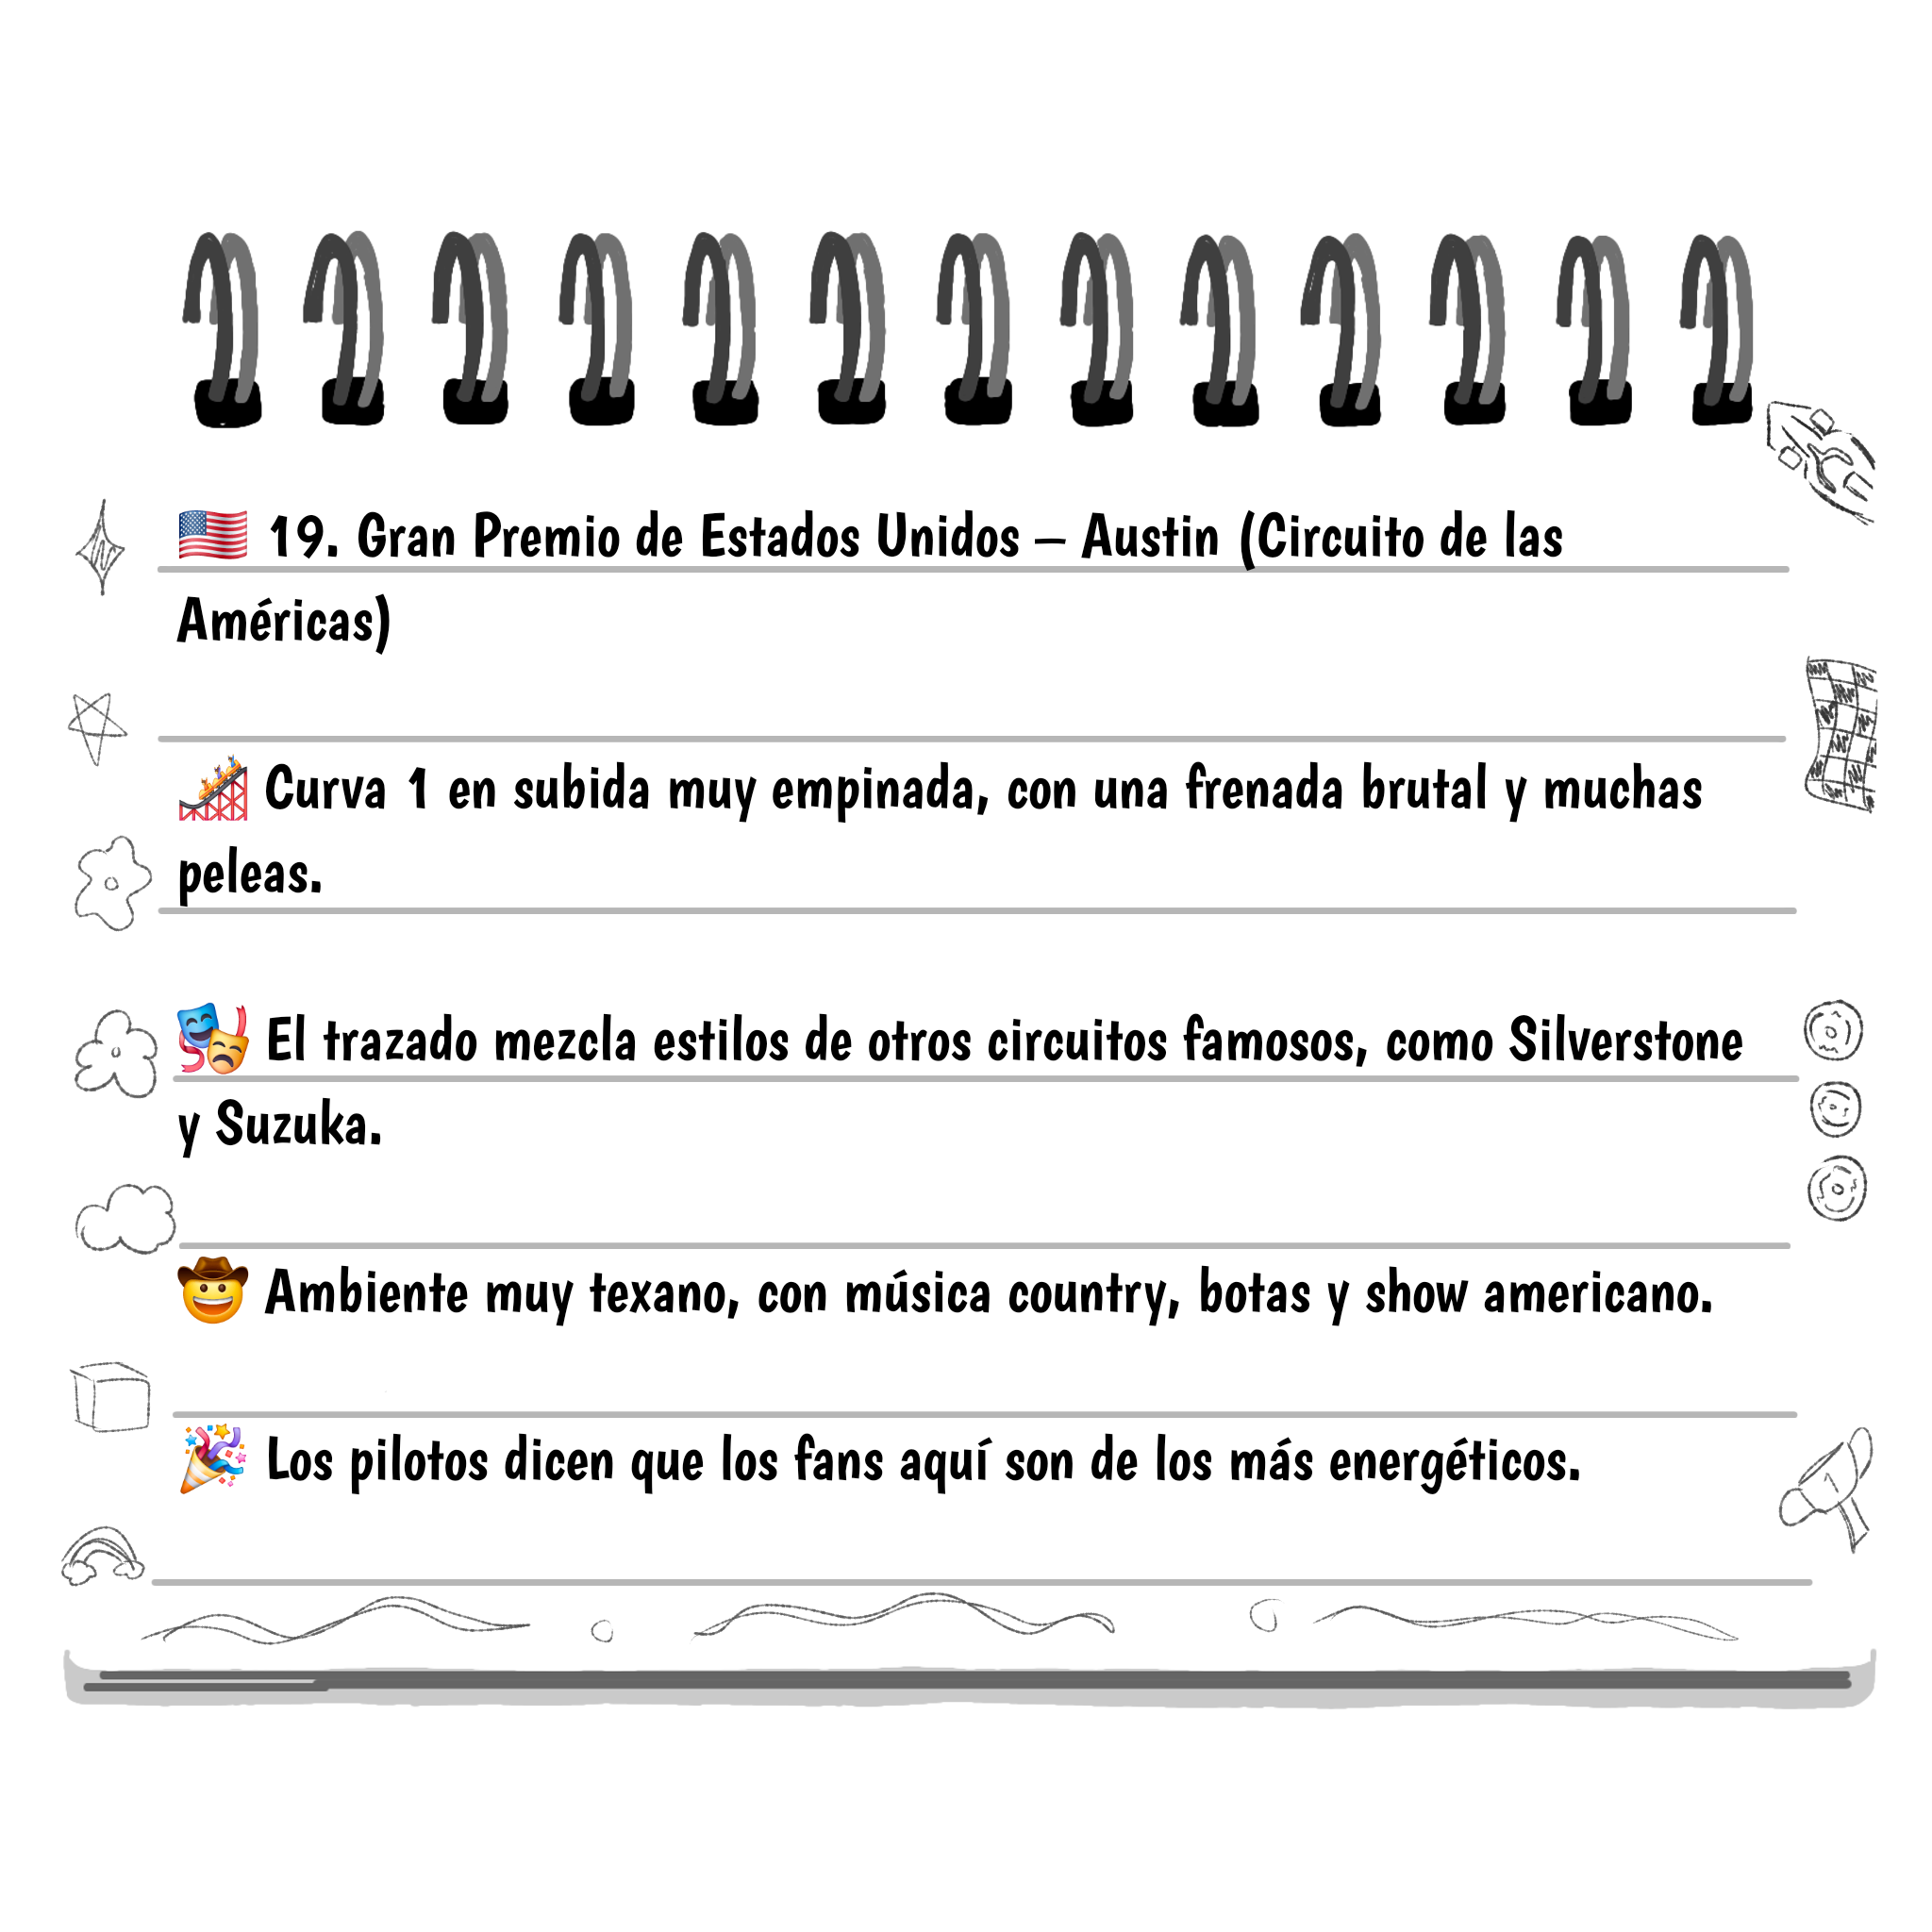 🇺🇸 19. Gran Premio de Estados Unidos – Austin (Circuito de las
Américas)
🎢 Curva 1 en subida muy empinada, con una frenada brutal y muchas
peleas.
🎭 El trazado mezcla estilos de otros circuitos famosos, como Silverstone
y Suzuka.
🤠 Ambiente muy texano, con música country, botas y show americano.
🎉 Los pilotos dicen que los fans aquí son de los más energéticos.